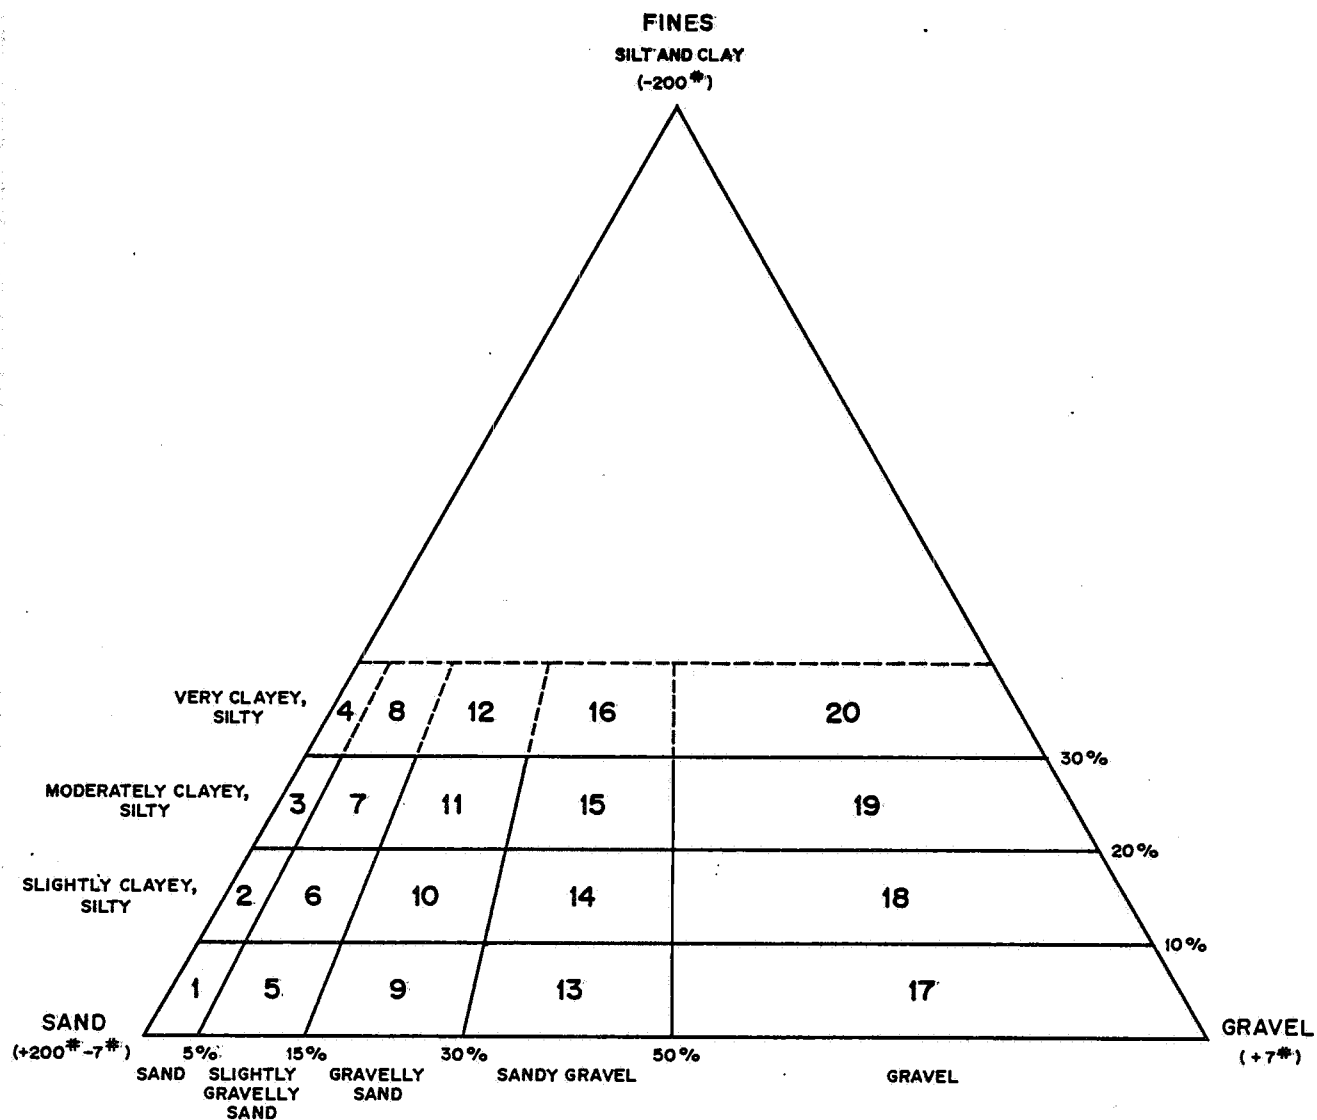 FINES
SILT AND CLAY
(-200#)
VERY CLAYEY,
SILTY
4 8 12 16 20
30%
MODERATELY CLAYEY,
SILTY
3 7 11 15 19
20%
SLIGHTLY CLAYEY,
SILTY
2 6 10 14 18
10%
1 5 9 13 17
SAND
(+200# -7#)
GRAVEL
(+7#)
5% 15% 30% 50%
SAND
SLIGHTLY
GRAVELLY
SAND
GRAVELLY
SAND
SANDY GRAVEL
GRAVEL